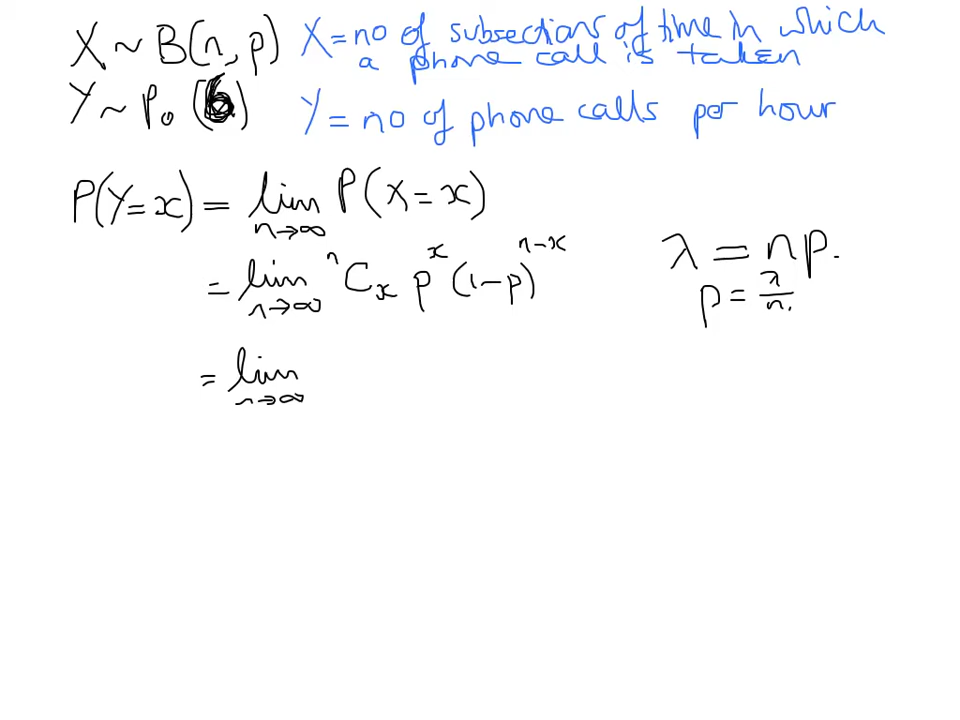 X ~ B(n, p) X = no of subsections of time in which
a phone call is taken
Y ~ Po (6) Y = no of phone calls per hour
P(Y=x) = lim n→∞ P(X=x)
= lim n→∞ ⁿCₓ pˣ (1-p)ⁿ⁻ˣ
λ = np.
p = λ/n.
= lim n→∞